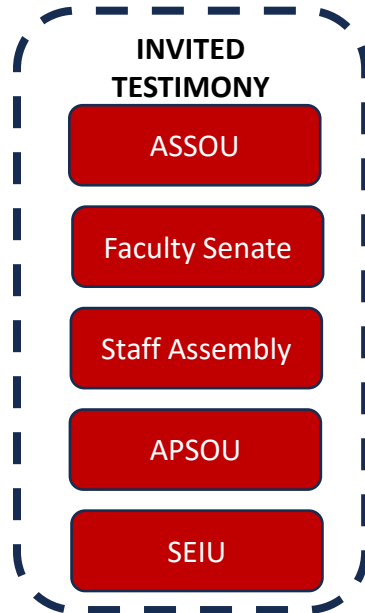 INVITED
TESTIMONY
ASSOU
Faculty Senate
Staff Assembly
APSOU
SEIU